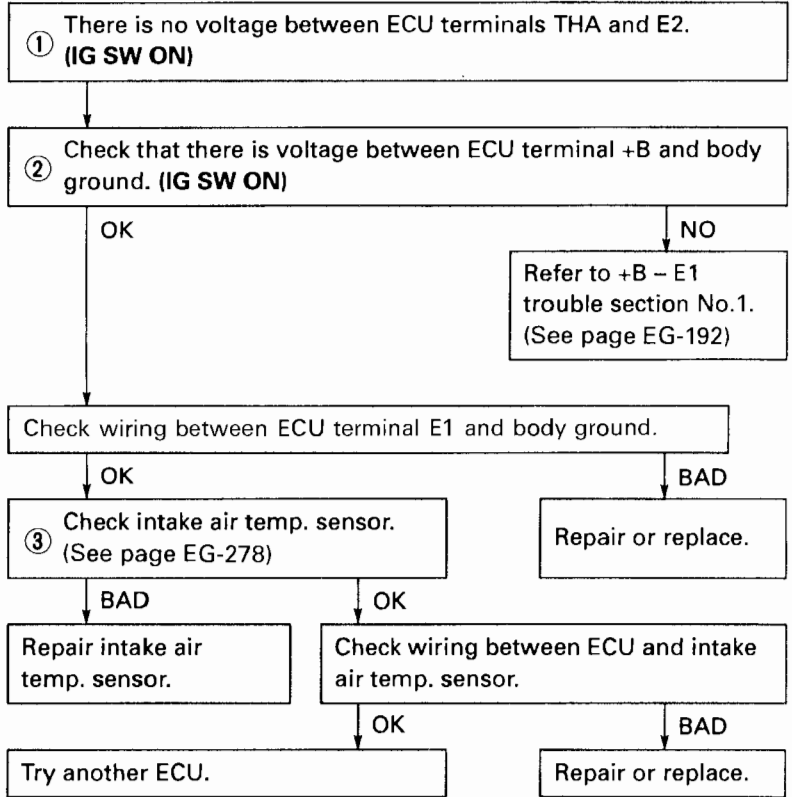 ① There is no voltage between ECU terminals THA and E2.
(IG SW ON)
② Check that there is voltage between ECU terminal +B and body
ground. (IG SW ON)
OK
NO
Refer to +B – E1
trouble section No.1.
(See page EG-192)
Check wiring between ECU terminal E1 and body ground.
OK
BAD
③ Check intake air temp. sensor.
(See page EG-278)
Repair or replace.
BAD
OK
Repair intake air
temp. sensor.
Check wiring between ECU and intake
air temp. sensor.
OK
BAD
Try another ECU.
Repair or replace.